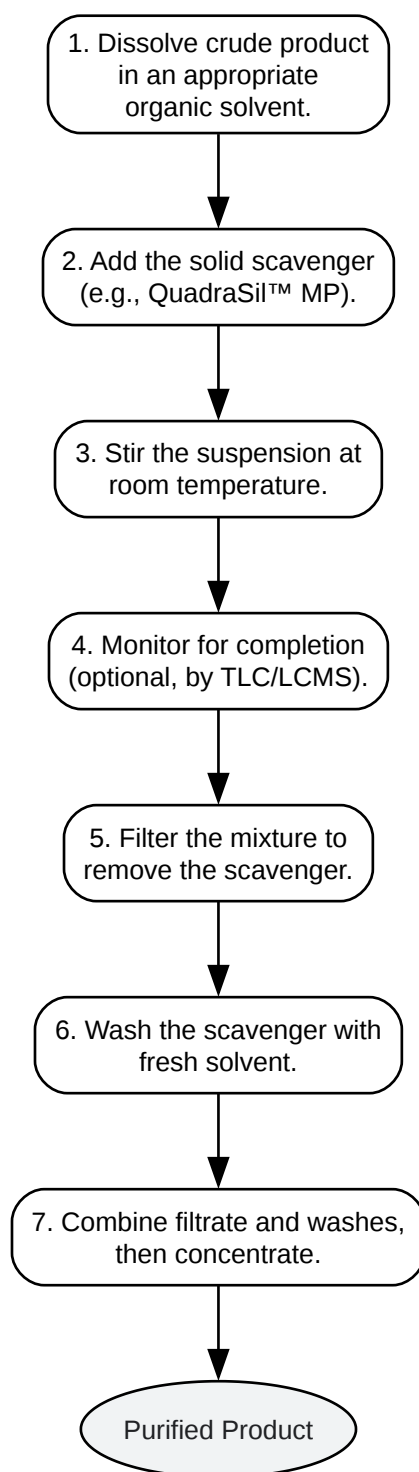 1. Dissolve crude product
in an appropriate
organic solvent.
2. Add the solid scavenger
(e.g., QuadraSil™ MP).
3. Stir the suspension at
room temperature.
4. Monitor for completion
(optional, by TLC/LCMS).
5. Filter the mixture to
remove the scavenger.
6. Wash the scavenger with
fresh solvent.
7. Combine filtrate and washes,
then concentrate.
Purified Product